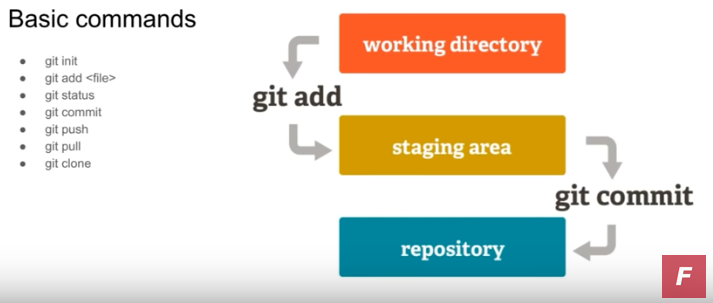 Basic commands
git init
git add <file>
git status
git commit
git push
git pull
git clone
working directory
git add
staging area
git commit
repository
F